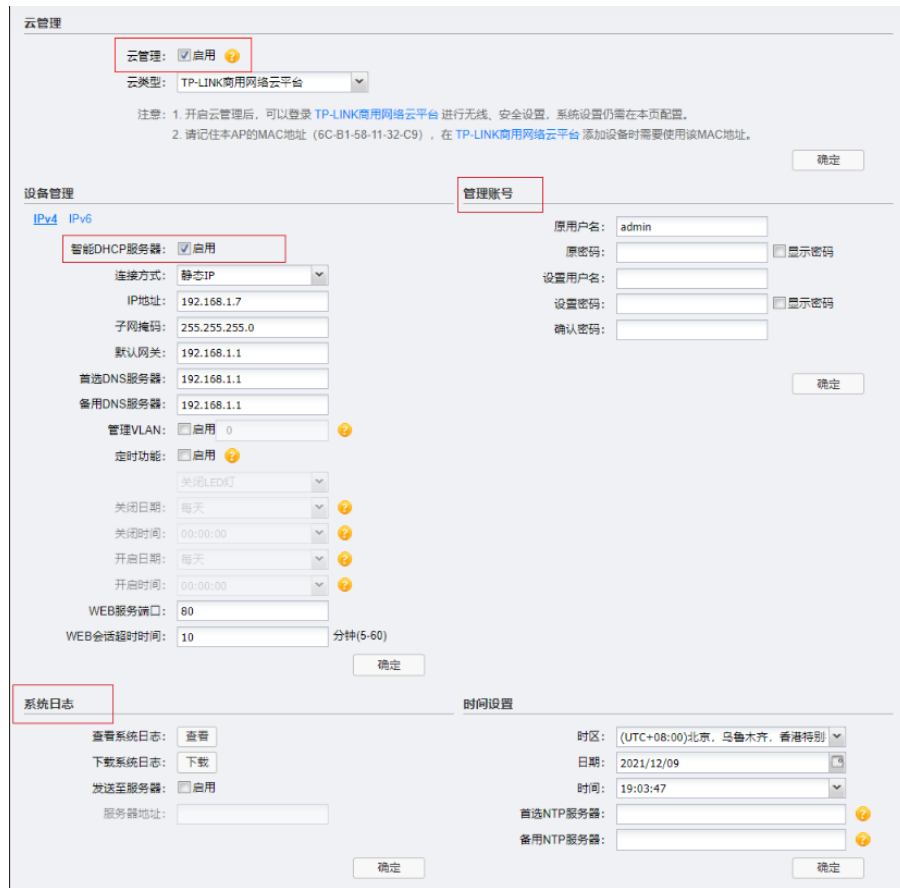 云管理
云管理： 启用
云类型： TP-LINK商用网络云平台
注意： 1. 开启云管理后，可以登录 TP-LINK商用网络云平台 进行无线、安全设置，系统设置仍需在本页配置。
2. 请记住本AP的MAC地址（6C-B1-58-11-32-C9），在 TP-LINK商用网络云平台 添加设备时需要使用该MAC地址。
确定
设备管理
IPv4 IPv6
智能DHCP服务器： 启用
连接方式： 静态IP
IP地址： 192.168.1.7
子网掩码： 255.255.255.0
默认网关： 192.168.1.1
首选DNS服务器： 192.168.1.1
备用DNS服务器： 192.168.1.1
管理VLAN： 启用 0
定时功能： 启用
关闭LED灯
关闭日期： 每天
关闭时间： 00:00:00
开启日期： 每天
开启时间： 00:00:00
WEB服务端口： 80
WEB会话超时时间： 10 分钟(5-60)
确定
管理账号
原用户名： admin
原密码： 显示密码
设置用户名：
设置密码： 显示密码
确认密码：
确定
系统日志
查看系统日志： 查看
下载系统日志： 下载
发送至服务器： 启用
服务器地址：
确定
时间设置
时区： (UTC+08:00)北京，乌鲁木齐，香港特别
日期： 2021/12/09
时间： 19:03:47
首选NTP服务器：
备用NTP服务器：
确定